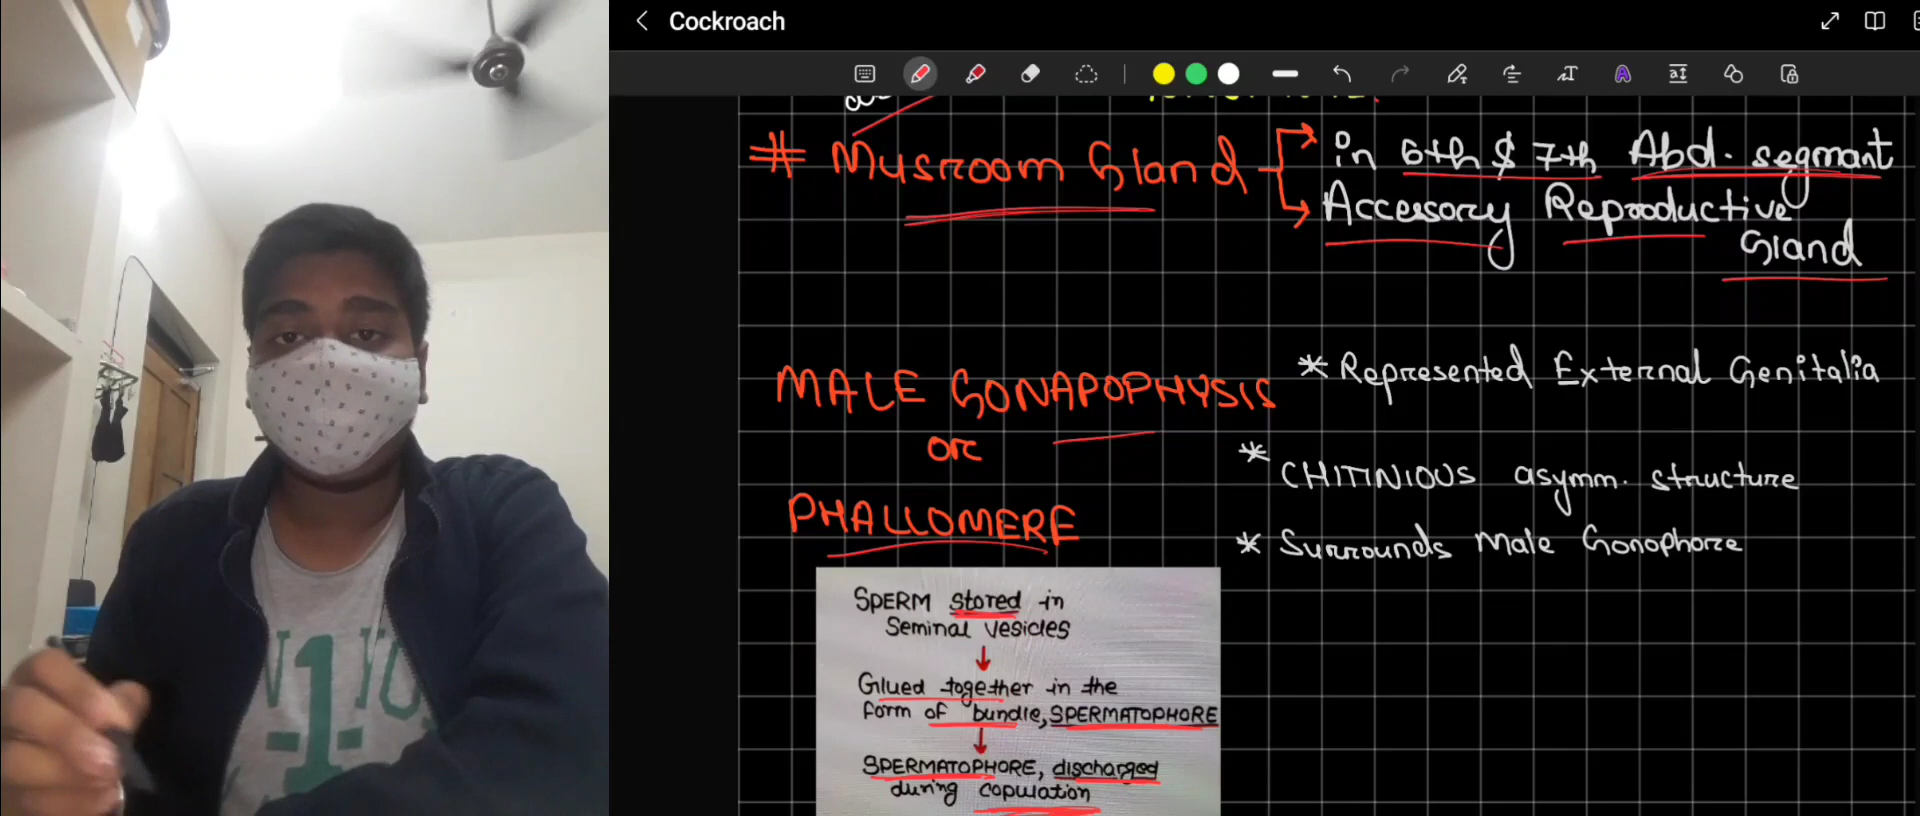 Cockroach
# Musroom Gland
in 6th $ 7th Abd. segmant
Accessory Reproductive
Gland
MALE GONAPOPHYSIS
or
PHALLOMERE
* Represented External Genitalia
* CHITINIOUS asymm. structure
* Surrounds Male Gonophore
SPERM stored in
Seminal Vesicles
Glued together in the
form of bundle, SPERMATOPHORE
SPERMATOPHORE, discharged
during copulation
1